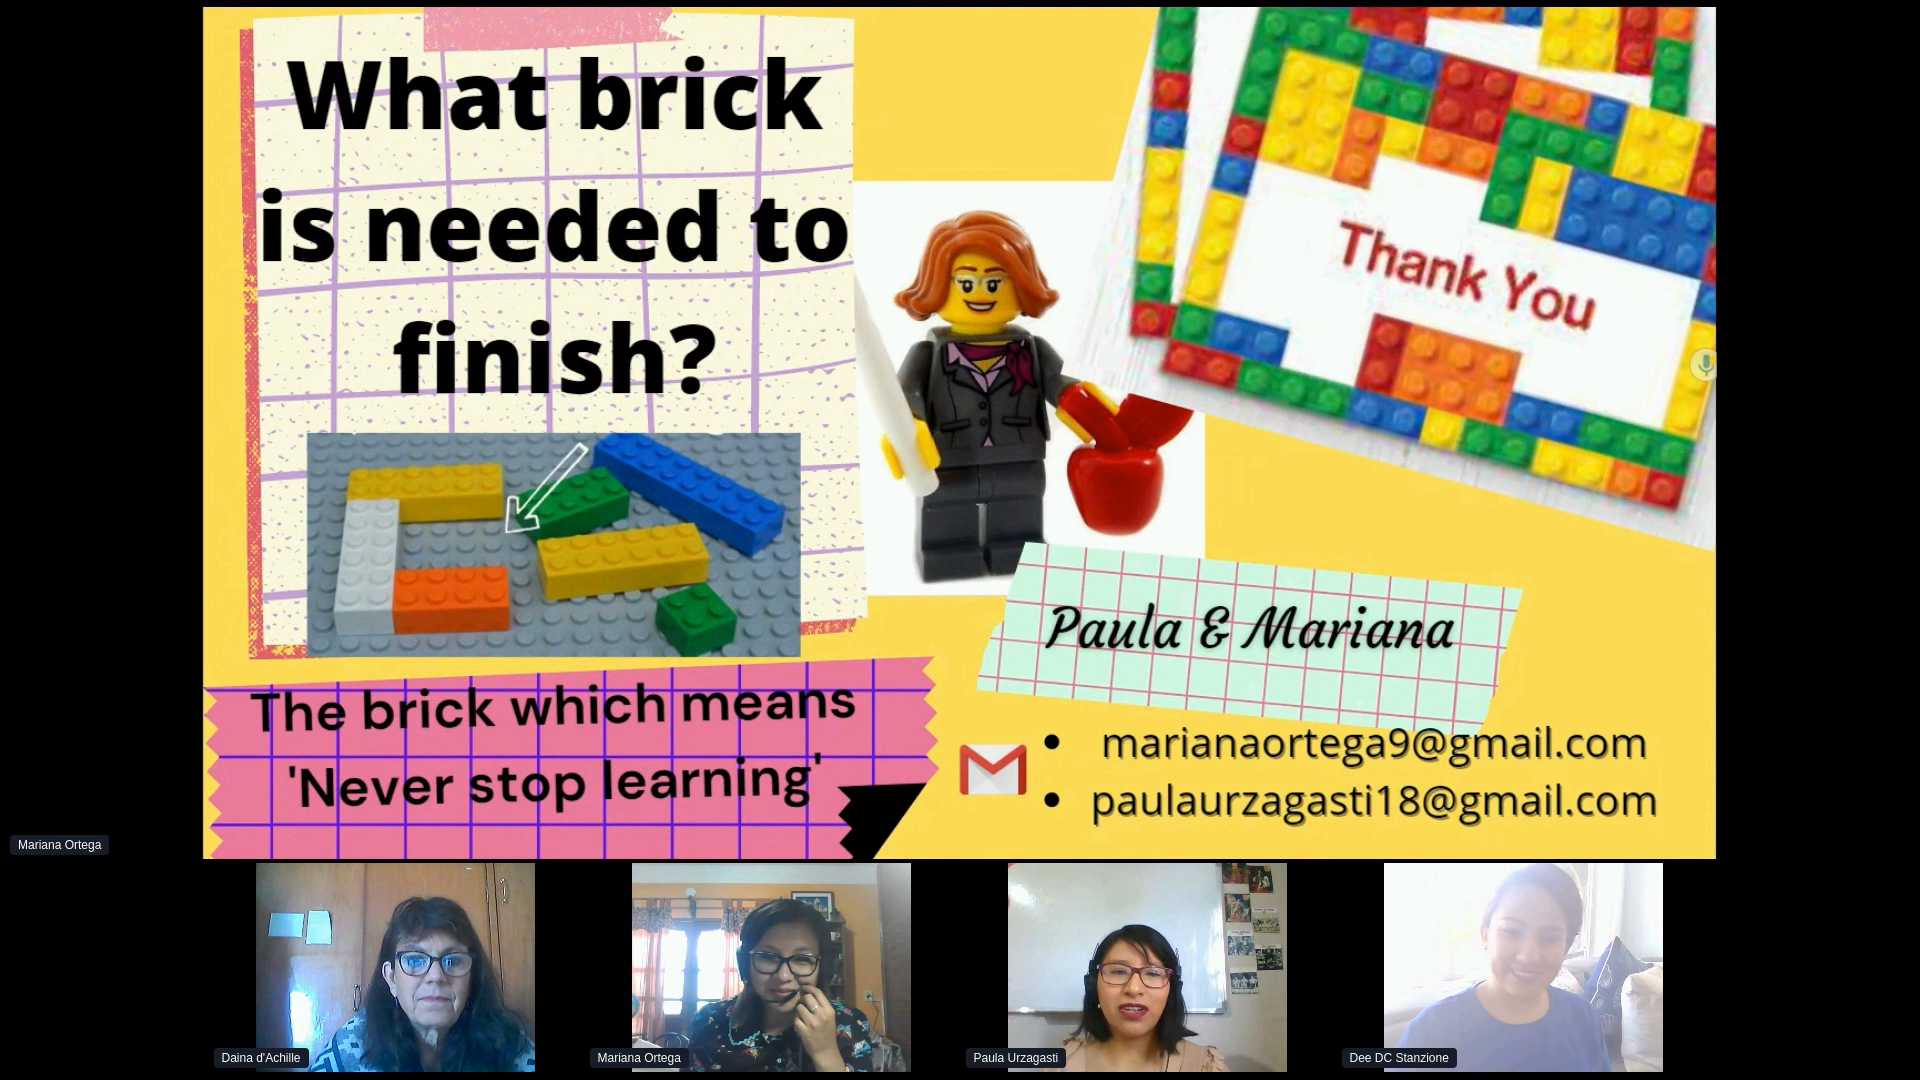 What brick
is needed to
finish?
Thank You
The brick which means
'Never stop learning'
Paula & Mariana
marianaortega9@gmail.com
paulaurzagasti18@gmail.com
Mariana Ortega
Daina d'Achille
Mariana Ortega
Paula Urzagasti
Dee DC Stanzione